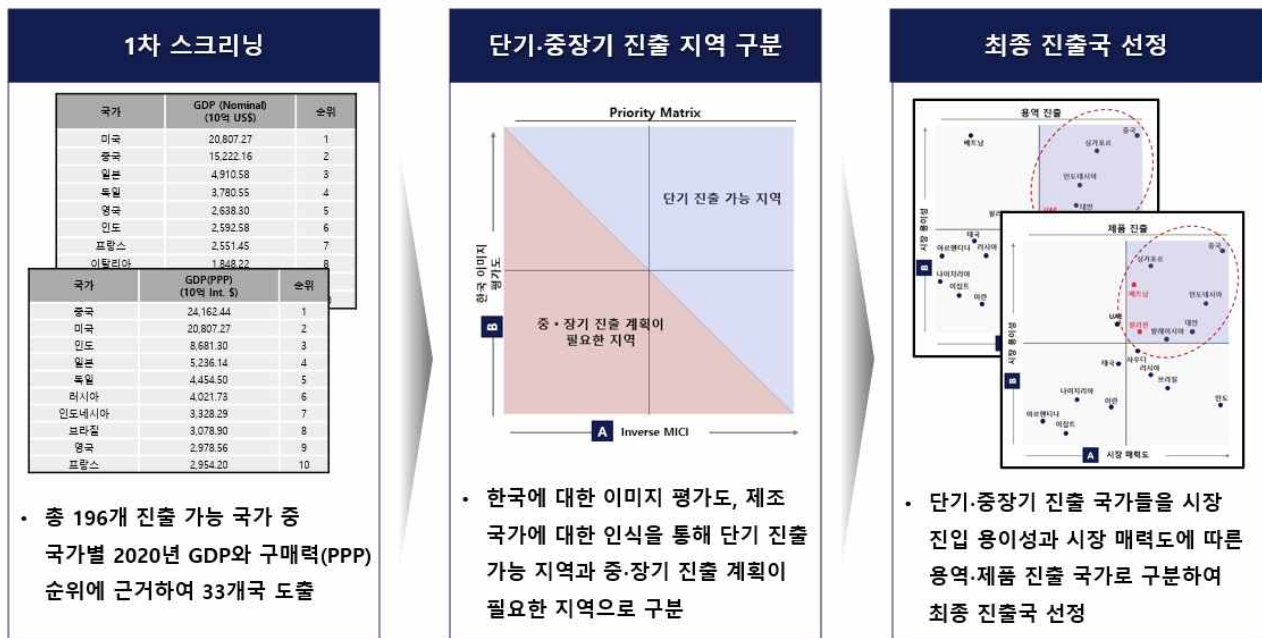 1차 스크리닝
국가 GDP (Nominal) (10억 US$) 순위
미국 20,807.27 1
중국 15,222.16 2
일본 4,910.58 3
독일 3,780.55 4
영국 2,638.30 5
인도 2,592.58 6
프랑스 2,551.45 7
이탈리아 1,848.22 8
국가 GDP(PPP) (10억 Int. $) 순위
중국 24,162.44 1
미국 20,807.27 2
인도 8,681.30 3
일본 5,236.14 4
독일 4,454.50 5
러시아 4,021.73 6
인도네시아 3,328.29 7
브라질 3,078.90 8
영국 2,978.56 9
프랑스 2,954.20 10
• 총 196개 진출 가능 국가 중
국가별 2020년 GDP와 구매력(PPP)
순위에 근거하여 33개국 도출
단기·중장기 진출 지역 구분
Priority Matrix
단기 진출 가능 지역
한국 이미지
평가도
B
중·장기 진출 계획이
필요한 지역
A Inverse MICI
• 한국에 대한 이미지 평가도, 제조
국가에 대한 인식을 통해 단기 진출
가능 지역과 중·장기 진출 계획이
필요한 지역으로 구분
최종 진출국 선정
용역 진출
중국
베트남
싱가포르
인도네시아
대만
태국
아르헨티나 러시아
나이지리아
이집트
이란
B 시장 용이성
제품 진출
중국
싱가포르
베트남
인도네시아
UAE
필리핀
대만
말레이시아
사우디
태국
러시아
브라질
나이지리아
이란
인도
아르헨티나
이집트
B 시장 용이성
A 시장 매력도
• 단기·중장기 진출 국가들을 시장
진입 용이성과 시장 매력도에 따른
용역·제품 진출 국가로 구분하여
최종 진출국 선정